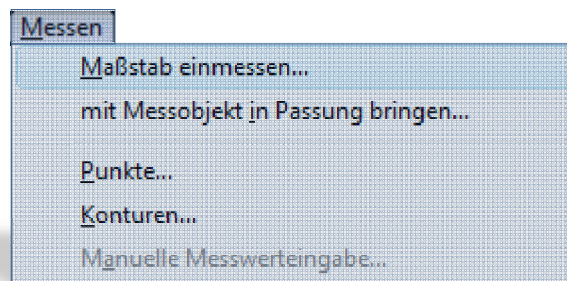 Messen
Maßstab einmessen...
mit Messobjekt in Passung bringen...
Punkte...
Konturen...
Manuelle Messwerteingabe...